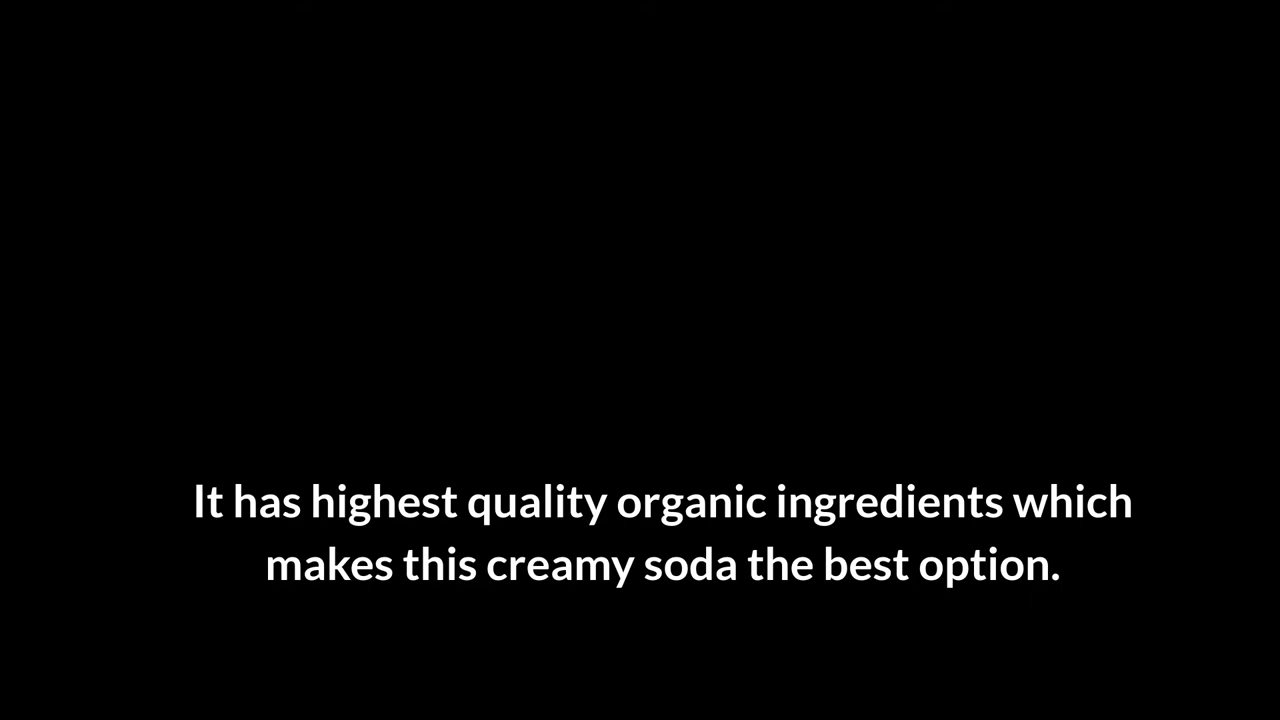 It has highest quality organic ingredients which
makes this creamy soda the best option.